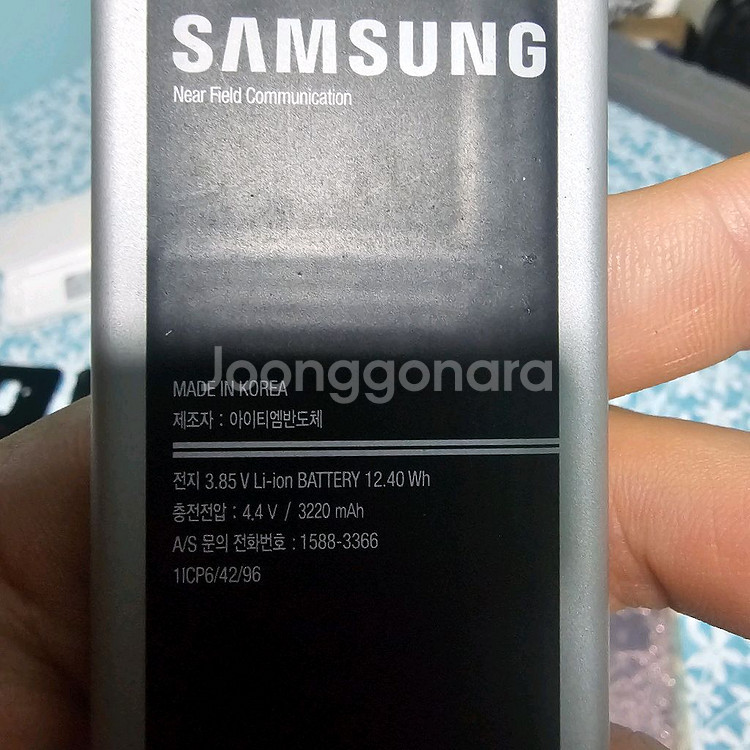 SAMSUNG
Near Field Communication
Joonggonara
MADE IN KOREA
제조자 : 아이티엠반도체
전지 3.85 V Li-ion BATTERY 12.40 Wh
충전전압 : 4.4 V / 3220 mAh
A/S 문의 전화번호 : 1588-3366
1ICP6/42/96